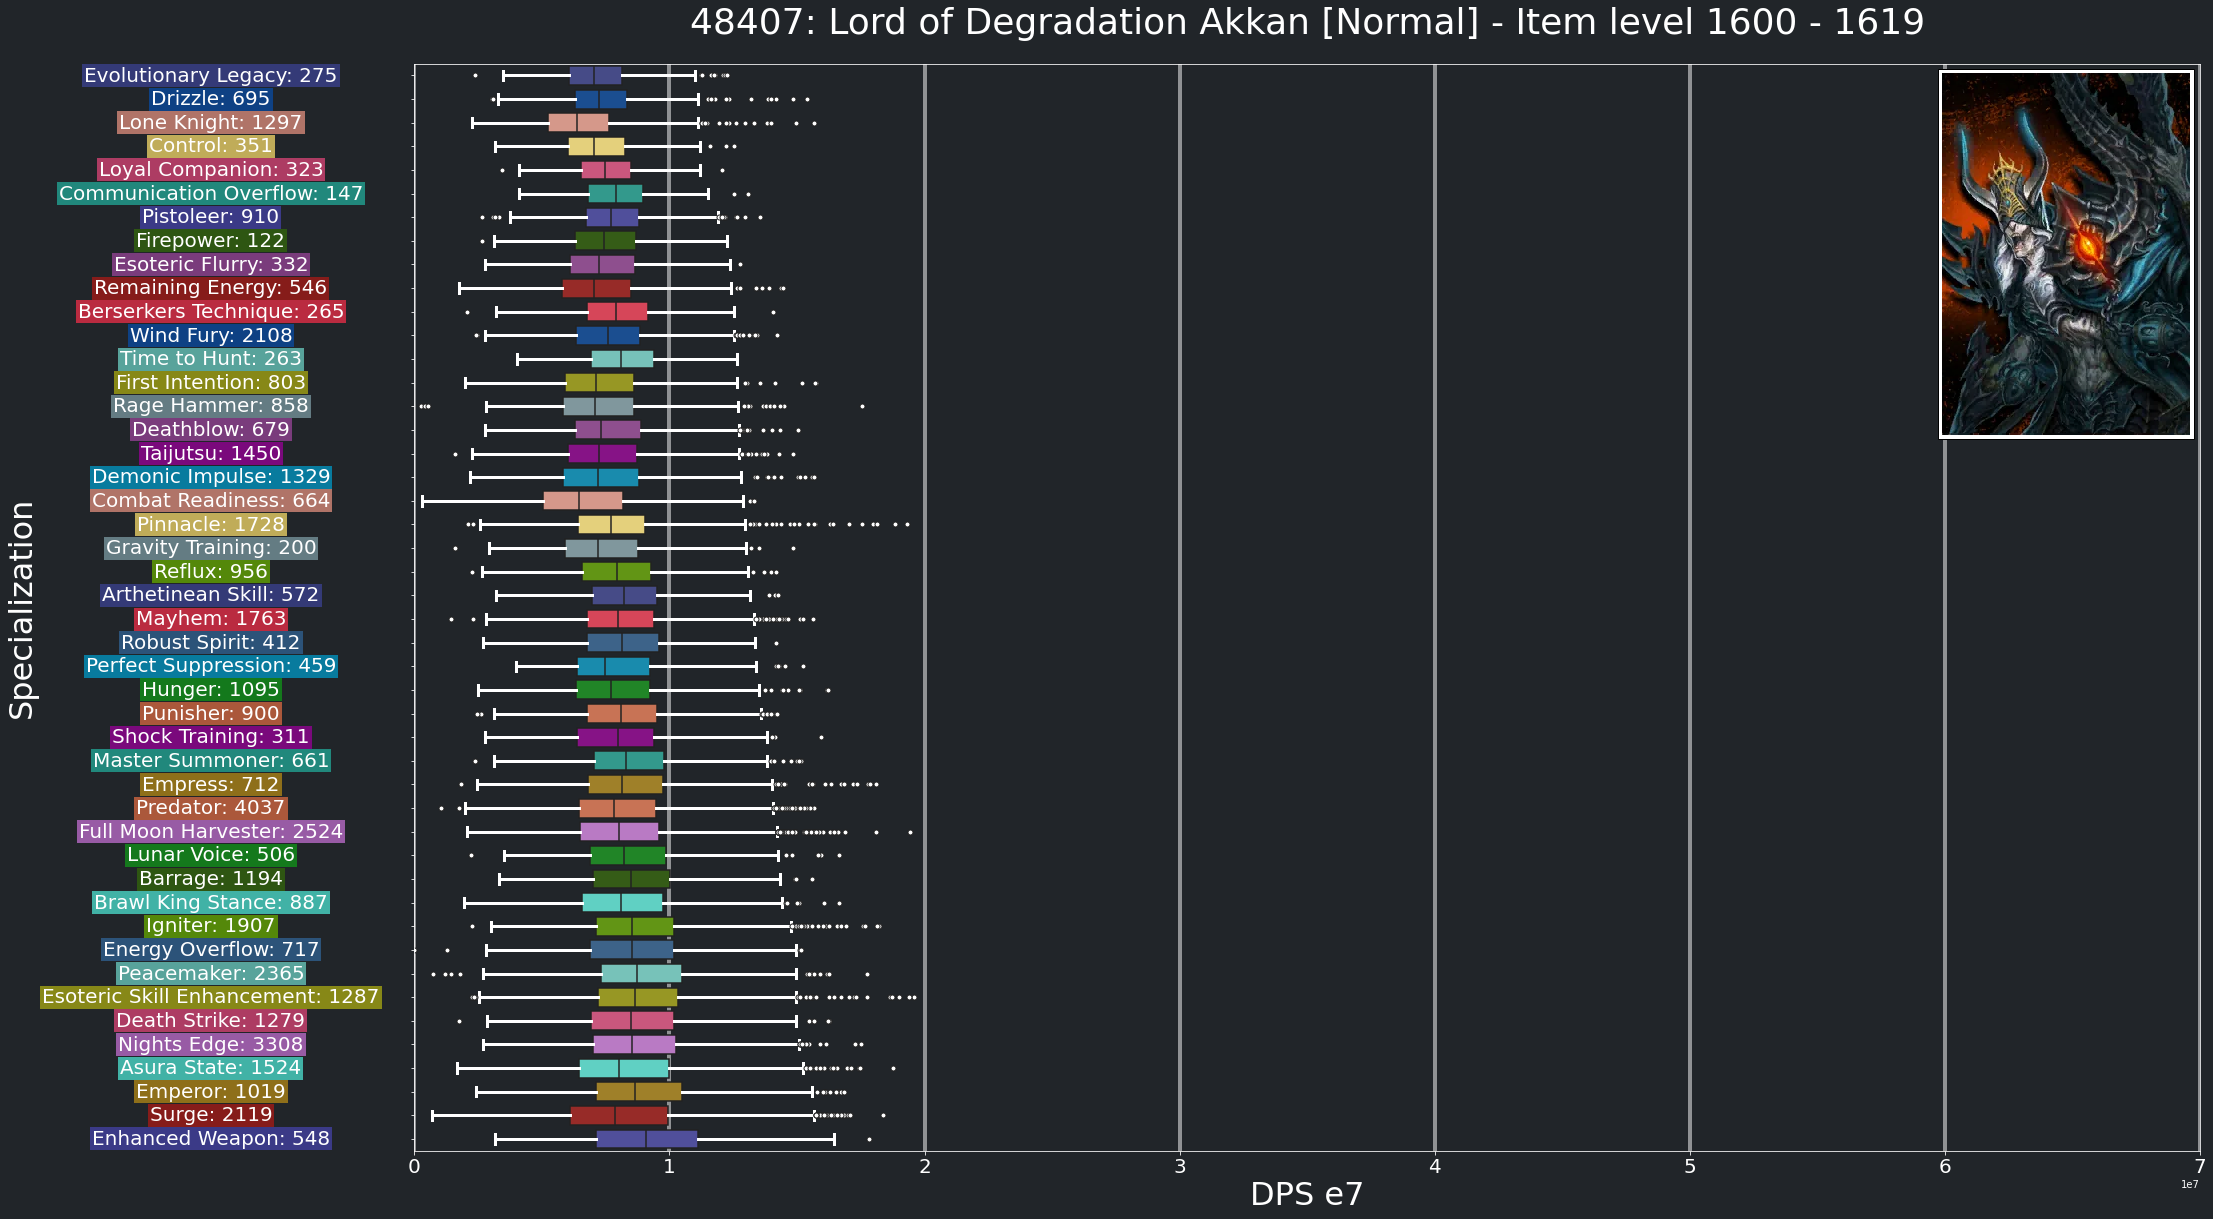 48407: Lord of Degradation Akkan [Normal] - Item level 1600 - 1619
Specialization
Evolutionary Legacy: 275
Drizzle: 695
Lone Knight: 1297
Control: 351
Loyal Companion: 323
Communication Overflow: 147
Pistoleer: 910
Firepower: 122
Esoteric Flurry: 332
Remaining Energy: 546
Berserkers Technique: 265
Wind Fury: 2108
Time to Hunt: 263
First Intention: 803
Rage Hammer: 858
Deathblow: 679
Taijutsu: 1450
Demonic Impulse: 1329
Combat Readiness: 664
Pinnacle: 1728
Gravity Training: 200
Reflux: 956
Arthetinean Skill: 572
Mayhem: 1763
Robust Spirit: 412
Perfect Suppression: 459
Hunger: 1095
Punisher: 900
Shock Training: 311
Master Summoner: 661
Empress: 712
Predator: 4037
Full Moon Harvester: 2524
Lunar Voice: 506
Barrage: 1194
Brawl King Stance: 887
Igniter: 1907
Energy Overflow: 717
Peacemaker: 2365
Esoteric Skill Enhancement: 1287
Death Strike: 1279
Nights Edge: 3308
Asura State: 1524
Emperor: 1019
Surge: 2119
Enhanced Weapon: 548
0 1 2 3 4 5 6 7
1e7
DPS e7